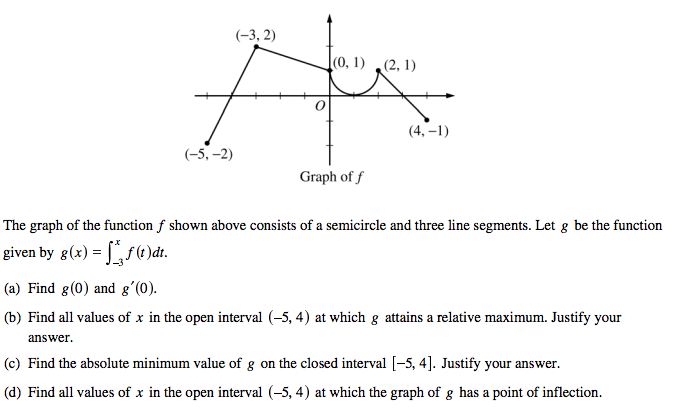 (−3, 2)
(0, 1)
(2, 1)
O
(4, −1)
(−5, −2)
Graph of f
The graph of the function f shown above consists of a semicircle and three line segments. Let g be the function
given by g(x) = ∫₋₃ˣ f(t) dt.
(a) Find g(0) and g′(0).
(b) Find all values of x in the open interval (−5, 4) at which g attains a relative maximum. Justify your
answer.
(c) Find the absolute minimum value of g on the closed interval [−5, 4]. Justify your answer.
(d) Find all values of x in the open interval (−5, 4) at which the graph of g has a point of inflection.